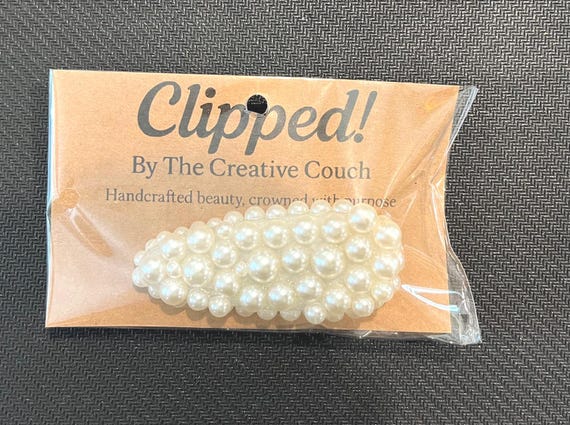 Clipped!
By The Creative Couch
Handcrafted beauty, crowned with purpose